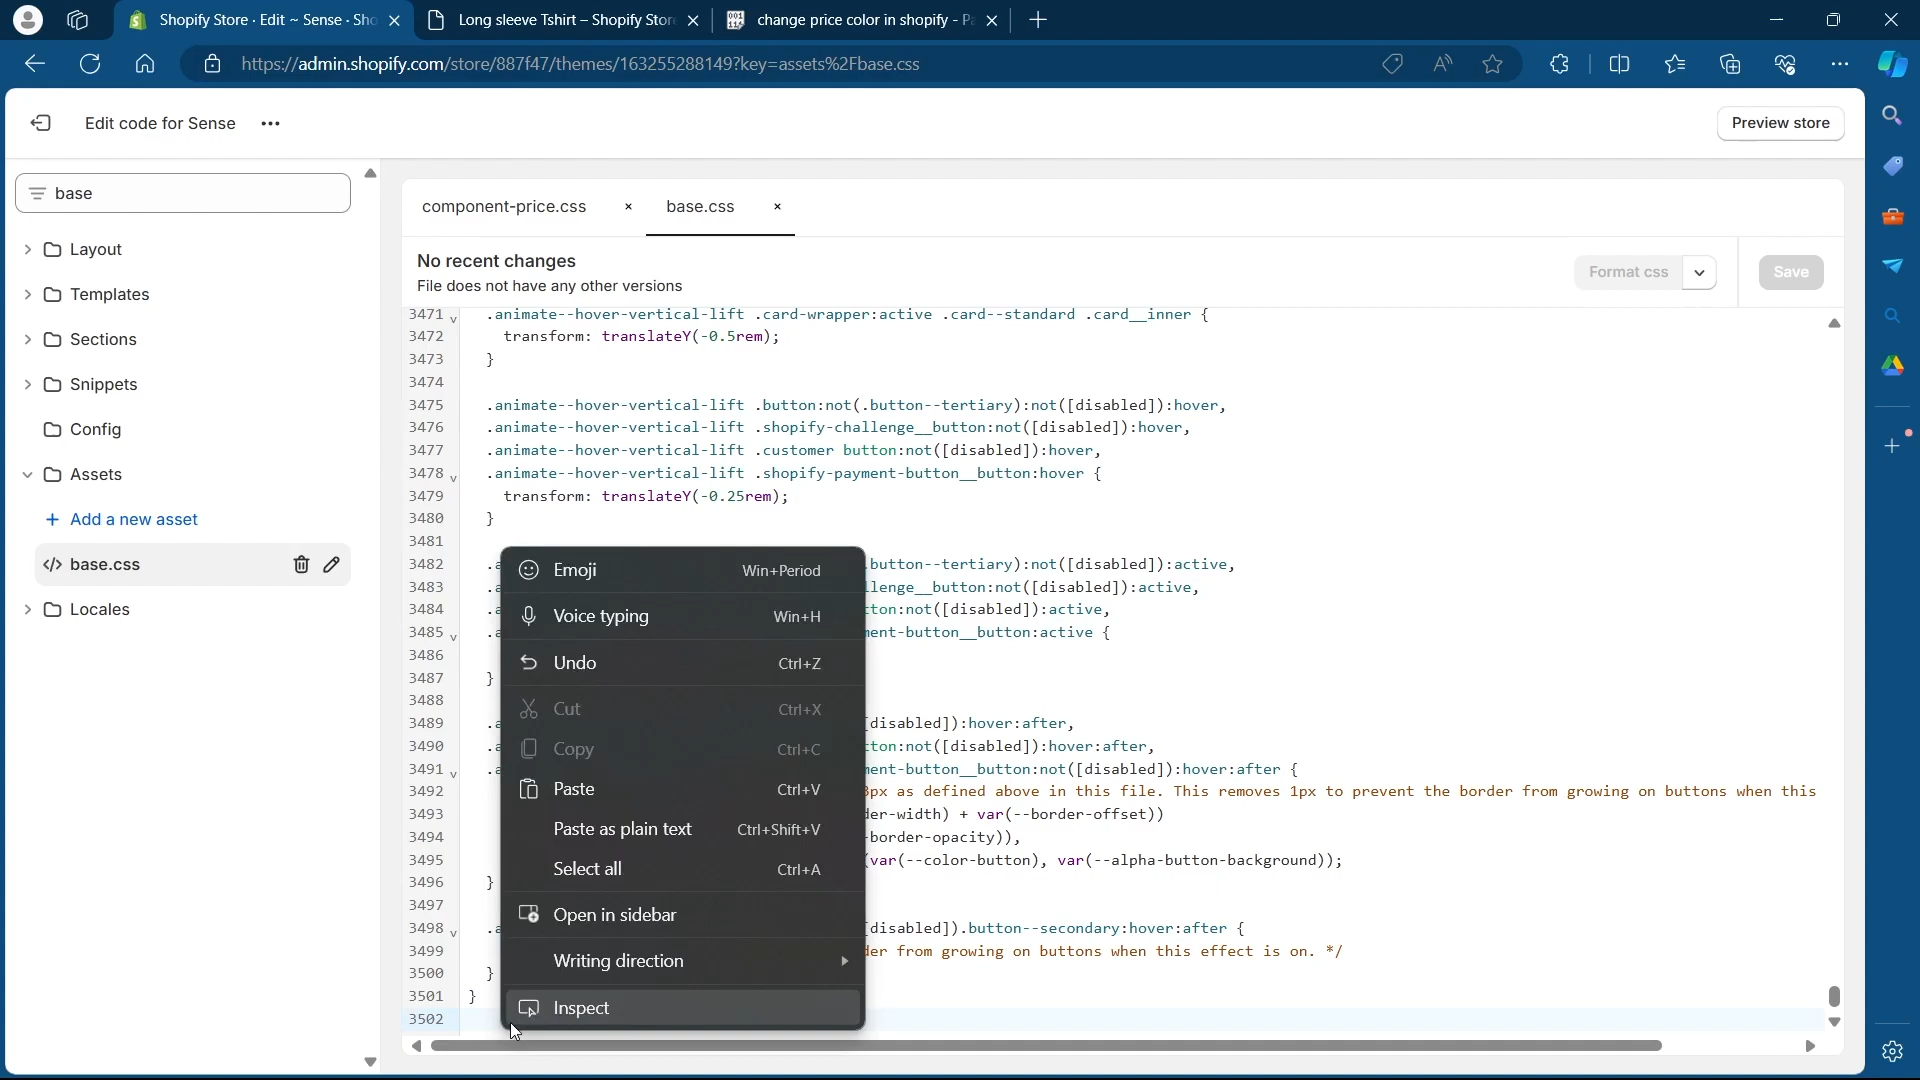 Shopify Store · Edit ~ Sense · Sho
Long sleeve Tshirt – Shopify Store
change price color in shopify - Pa
https://admin.shopify.com/store/887f47/themes/163255288149?key=assets%2Fbase.css
Edit code for Sense
Preview store
base
Layout
Templates
Sections
Snippets
Config
Assets
Add a new asset
base.css
Locales
component-price.css
base.css
No recent changes
File does not have any other versions
Format css
Save
3471 .animate--hover-vertical-lift .card-wrapper:active .card--standard .card__inner {
3472 transform: translateY(-0.5rem);
3473 }
3474
3475 .animate--hover-vertical-lift .button:not(.button--tertiary):not([disabled]):hover,
3476 .animate--hover-vertical-lift .shopify-challenge__button:not([disabled]):hover,
3477 .animate--hover-vertical-lift .customer button:not([disabled]):hover,
3478 .animate--hover-vertical-lift .shopify-payment-button__button:hover {
3479 transform: translateY(-0.25rem);
3480 }
3481
3482 .a button--tertiary):not([disabled]):active,
3483 .a lenge__button:not([disabled]):active,
3484 .a ton:not([disabled]):active,
3485 .a ment-button__button:active {
3486
3487 }
3488
3489 .a [disabled]):hover:after,
3490 .a ton:not([disabled]):hover:after,
3491 .a ment-button__button:not([disabled]):hover:after {
3492 px as defined above in this file. This removes 1px to prevent the border from growing on buttons when this
3493 der-width) + var(--border-offset))
3494 -border-opacity)),
3495 (var(--color-button), var(--alpha-button-background));
3496 }
3497
3498 .a [disabled]).button--secondary:hover:after {
3499 der from growing on buttons when this effect is on. */
3500 }
3501 }
3502
Emoji Win+Period
Voice typing Win+H
Undo Ctrl+Z
Cut Ctrl+X
Copy Ctrl+C
Paste Ctrl+V
Paste as plain text Ctrl+Shift+V
Select all Ctrl+A
Open in sidebar
Writing direction
Inspect